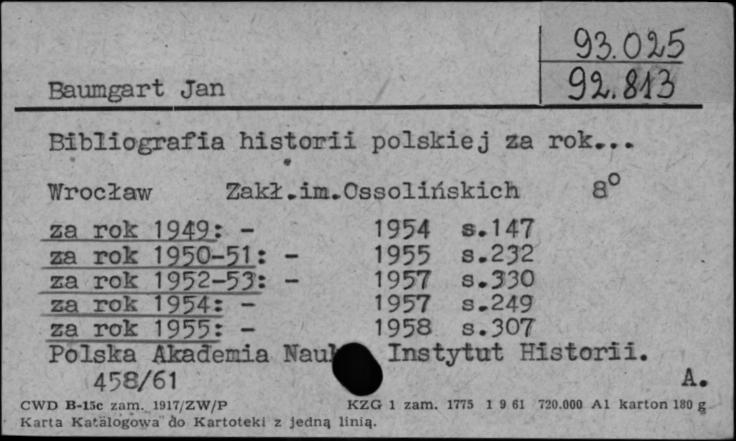 93.025
92.813
Baumgart Jan
Bibliografia historii polskiej za rok...
Wrocław Zakł.im.Ossolińskich 8°
za rok 1949: - 1954 s.147
za rok 1950-51: - 1955 s.232
za rok 1952-53: - 1957 s.330
za rok 1954: - 1957 s.249
za rok 1955: - 1958 s.307
Polska Akademia Nauk Instytut Historii.
458/61 A.
CWD B-15c zam. 1917/ZW/P KZG 1 zam. 1775 1 9 61 720.000 A1 karton 180 g
Karta Katalogowa do Kartoteki z jedną linią.